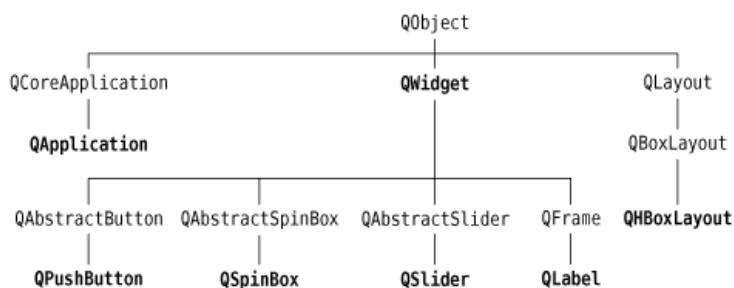 QObject
QCoreApplication QWidget QLayout
QApplication QBoxLayout
QAbstractButton QAbstractSpinBox QAbstractSlider QFrame QHBoxLayout
QPushButton QSpinBox QSlider QLabel